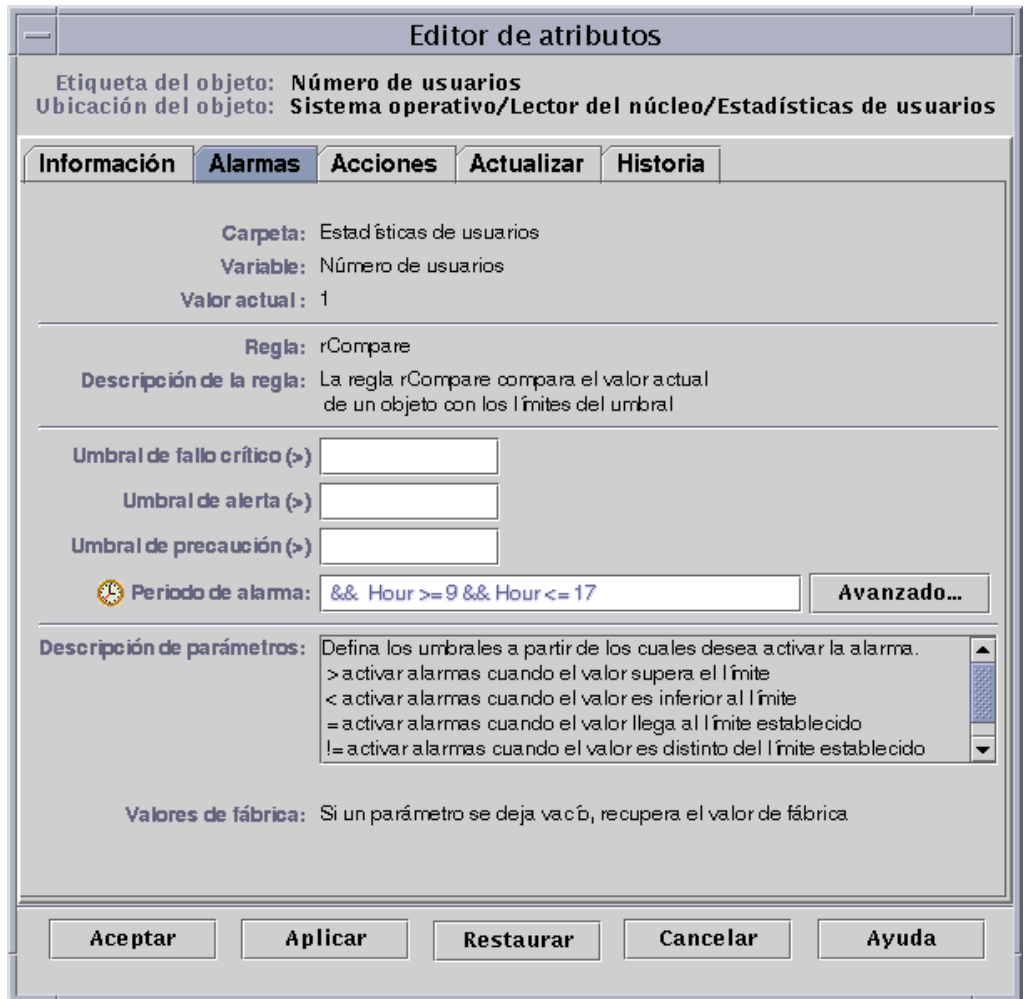 Editor de atributos
Etiqueta del objeto: Número de usuarios
Ubicación del objeto: Sistema operativo/Lector del núcleo/Estadísticas de usuarios
Información Alarmas Acciones Actualizar Historia
Carpeta: Estadísticas de usuarios
Variable: Número de usuarios
Valor actual : 1
Regla: rCompare
Descripción de la regla: La regla rCompare compara el valor actual
de un objeto con los límites del umbral
Umbral de fallo crítico (>)
Umbral de alerta (>)
Umbral de precaución (>)
Periodo de alarma: && Hour >= 9 && Hour <= 17 Avanzado...
Descripción de parámetros: Defina los umbrales a partir de los cuales desea activar la alarma.
> activar alarmas cuando el valor supera el límite
< activar alarmas cuando el valor es inferior al límite
= activar alarmas cuando el valor llega al límite establecido
!= activar alarmas cuando el valor es distinto del límite establecido
Valores de fábrica: Si un parámetro se deja vacío, recupera el valor de fábrica
Aceptar Aplicar Restaurar Cancelar Ayuda